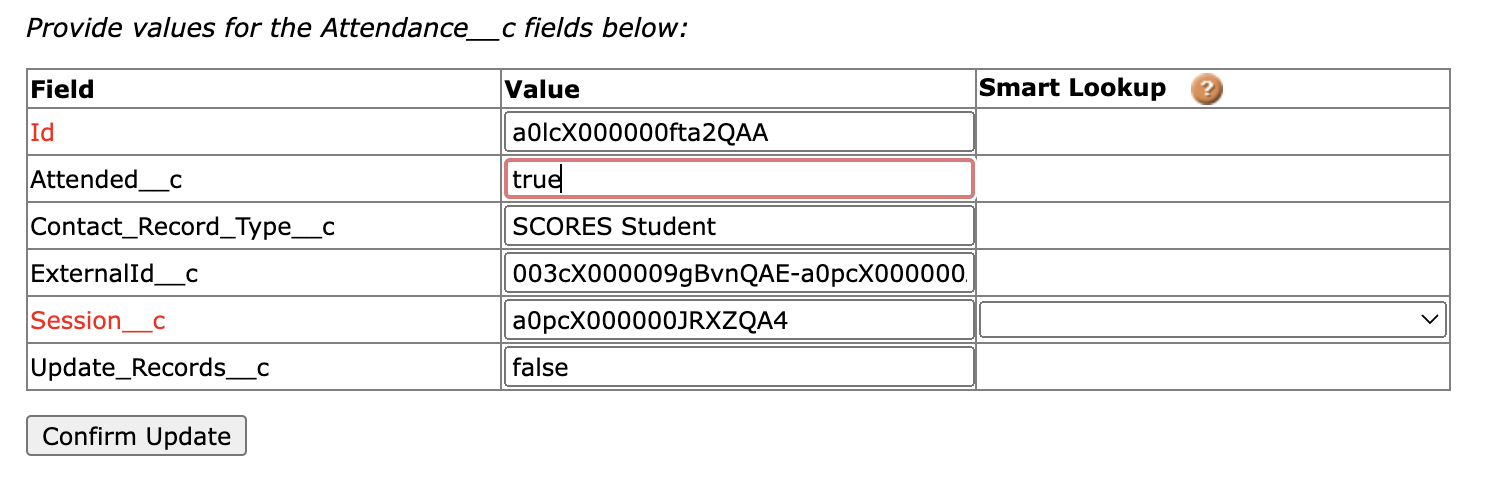 Provide values for the Attendance__c fields below:
Field Value Smart Lookup ?
Id a0lcX000000fta2QAA
Attended__c true
Contact_Record_Type__c SCORES Student
ExternalId__c 003cX000009gBvnQAE-a0pcX000000
Session__c a0pcX000000JRXZQA4
Update_Records__c false
Confirm Update